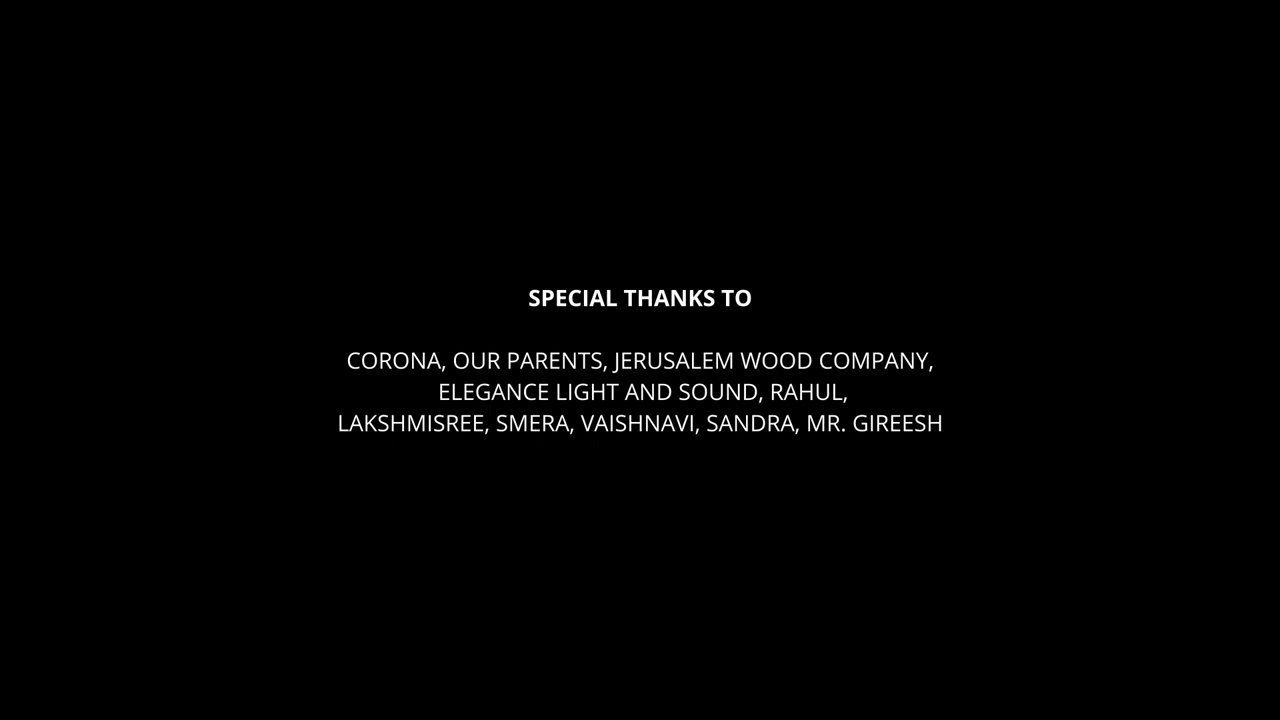 SPECIAL THANKS TO
CORONA, OUR PARENTS, JERUSALEM WOOD COMPANY,
ELEGANCE LIGHT AND SOUND, RAHUL,
LAKSHMISREE, SMERA, VAISHNAVI, SANDRA, MR. GIREESH